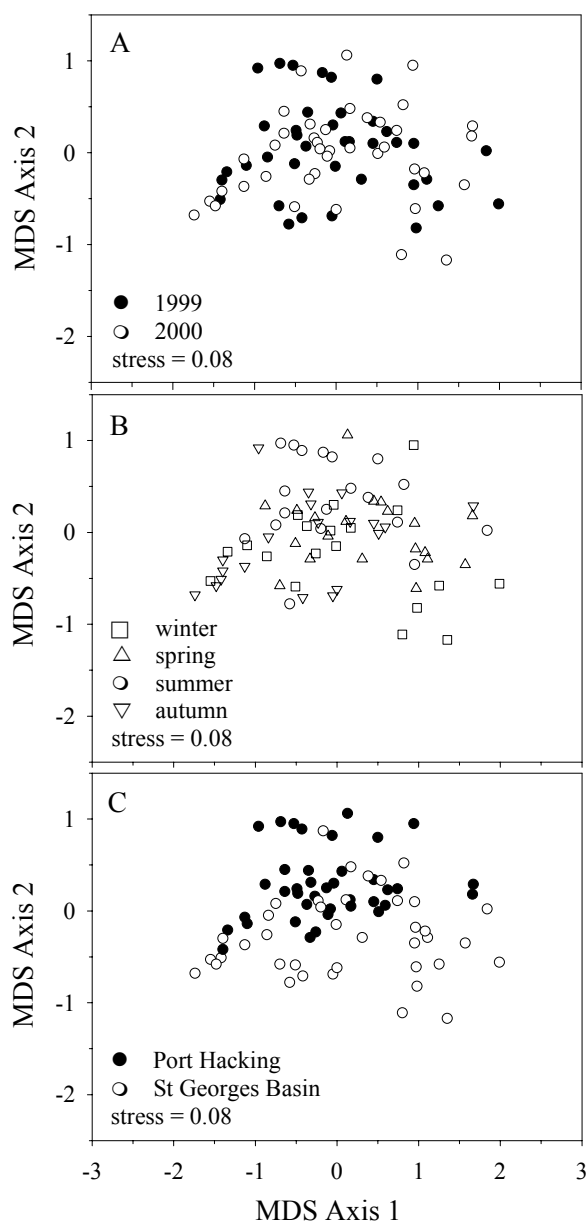 A
MDS Axis 2
1
0
-1
-2
1999
2000
stress = 0.08
B
MDS Axis 2
1
0
-1
-2
winter
spring
summer
autumn
stress = 0.08
C
MDS Axis 2
1
0
-1
-2
Port Hacking
St Georges Basin
stress = 0.08
-3 -2 -1 0 1 2 3
MDS Axis 1